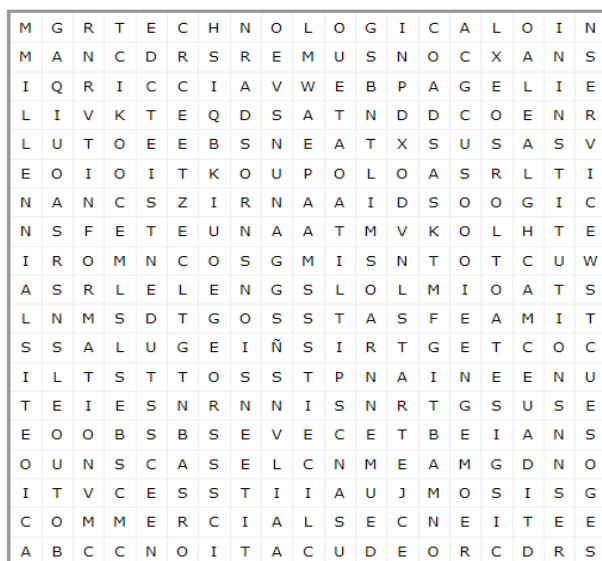 M G R T E C H N O L O G I C A L O I N
M A N C D R S R E M U S N O C X A N S
I Q R I C C I A V W E B P A G E L I E
L I V K T E Q D S A T N D D C O E N R
L U T O E E B S N E A T X S U S A S V
E O I O I T K O U P O L O A S R L T I
N A N C S Z I R N A A I D S O O G I C
N S F E T E U N A A T M V K O L H T E
I R O M N C O S G M I S N T O T C U W
A S R L E L E N G S L O L M I O A T S
L N M S D T G O S S T A S F E A M I T
S S A L U G E I Ñ S I R T G E T C O C
I L T S T T O S S T P N A I N E E N U
T E I E S N R N N I S N R T G S U S E
E O O B S B S E V E C E T B E I A N S
O U N S C A S E L C N M E A M G D N O
I T V C E S S T I I A U J M O S I S G
C O M M E R C I A L S E C N E I T E E
A B C C N O I T A C U D E O R C D R S